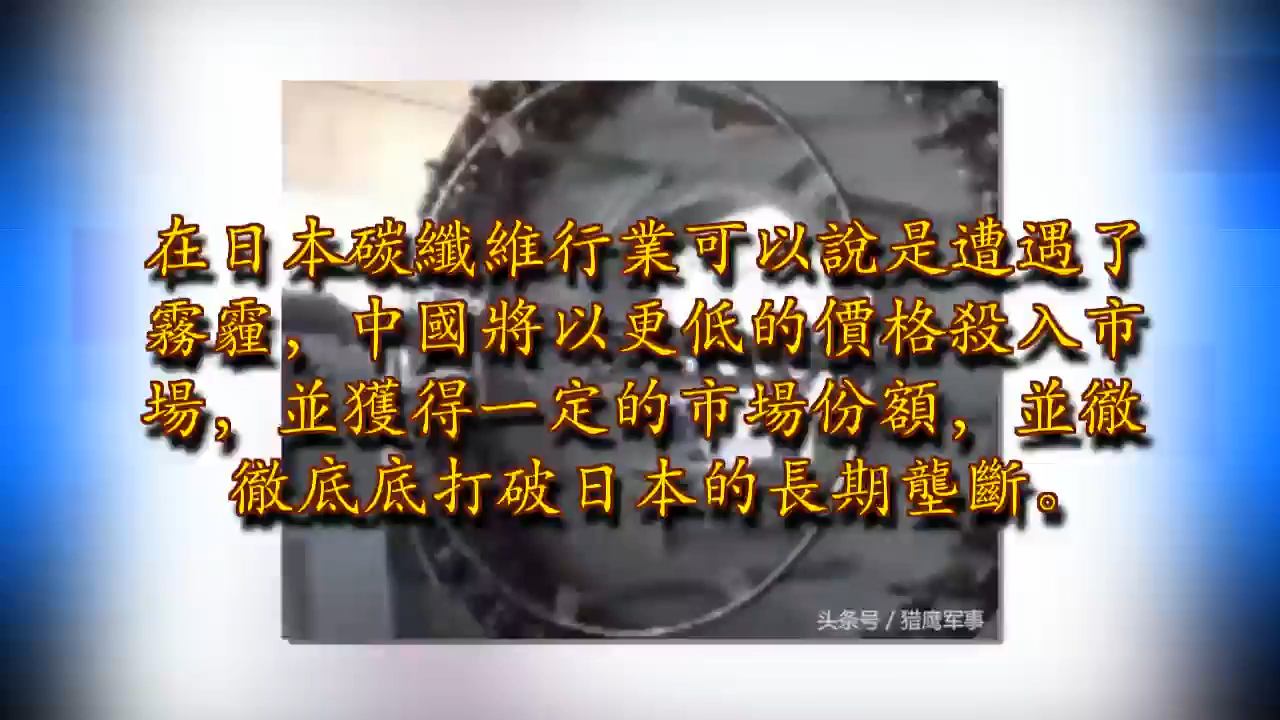 在日本碳纖維行業可以說是遭遇了
霧霾，中國將以更低的價格殺入市
場，並獲得一定的市場份額，並徹
徹底底打破日本的長期壟斷。
头条号 / 猎鹰军事